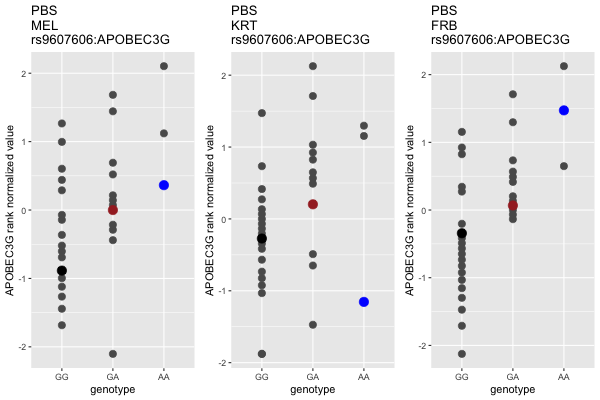 PBS
MEL
rs9607606:APOBEC3G
APOBEC3G rank normalized value
2
1
0
-1
-2
GG
GA
AA
genotype
PBS
KRT
rs9607606:APOBEC3G
APOBEC3G rank normalized value
2
1
0
-1
-2
GG
GA
AA
genotype
PBS
FRB
rs9607606:APOBEC3G
APOBEC3G rank normalized value
2
1
0
-1
-2
GG
GA
AA
genotype